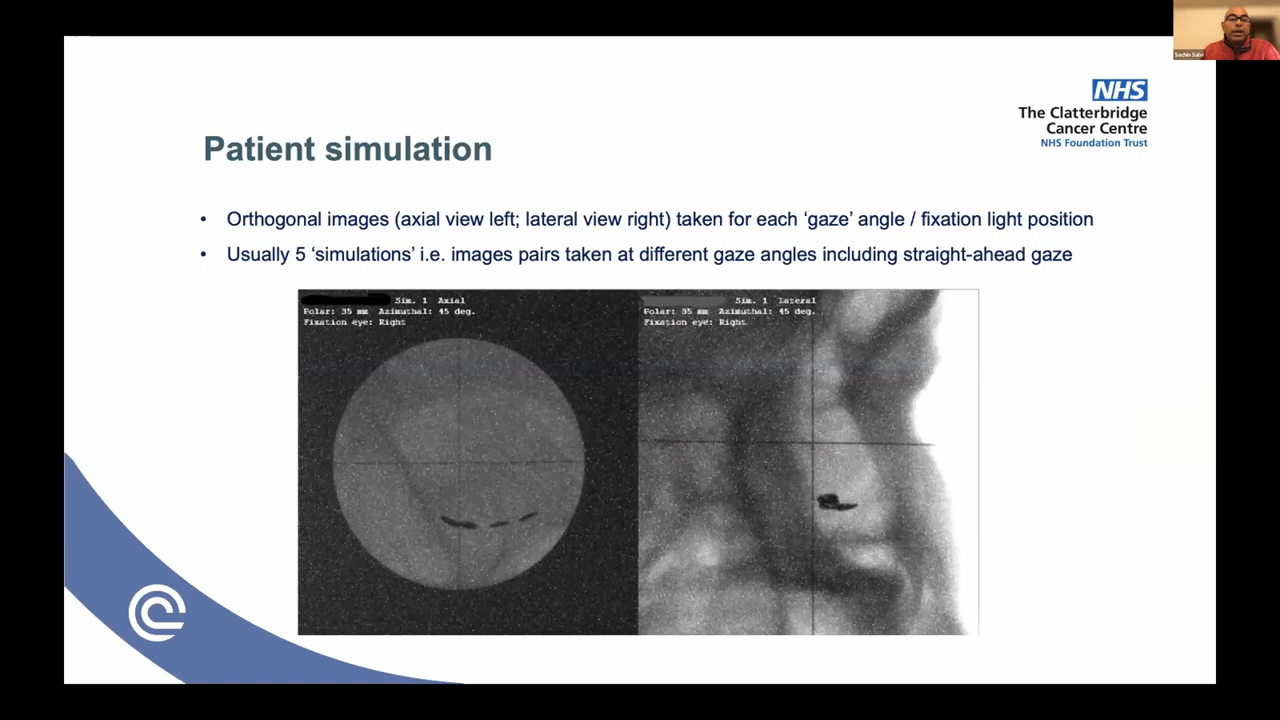 NHS
The Clatterbridge
Cancer Centre
NHS Foundation Trust
Patient simulation
• Orthogonal images (axial view left; lateral view right) taken for each ‘gaze’ angle / fixation light position
• Usually 5 ‘simulations’ i.e. images pairs taken at different gaze angles including straight-ahead gaze
Sim. 1 Axial
Polar: 35 mm Azimuthal: 45 deg.
Fixation eye: Right
Sim. 1 Lateral
Polar: 35 mm Azimuthal: 45 deg.
Fixation eye: Right
Sachin Salvi